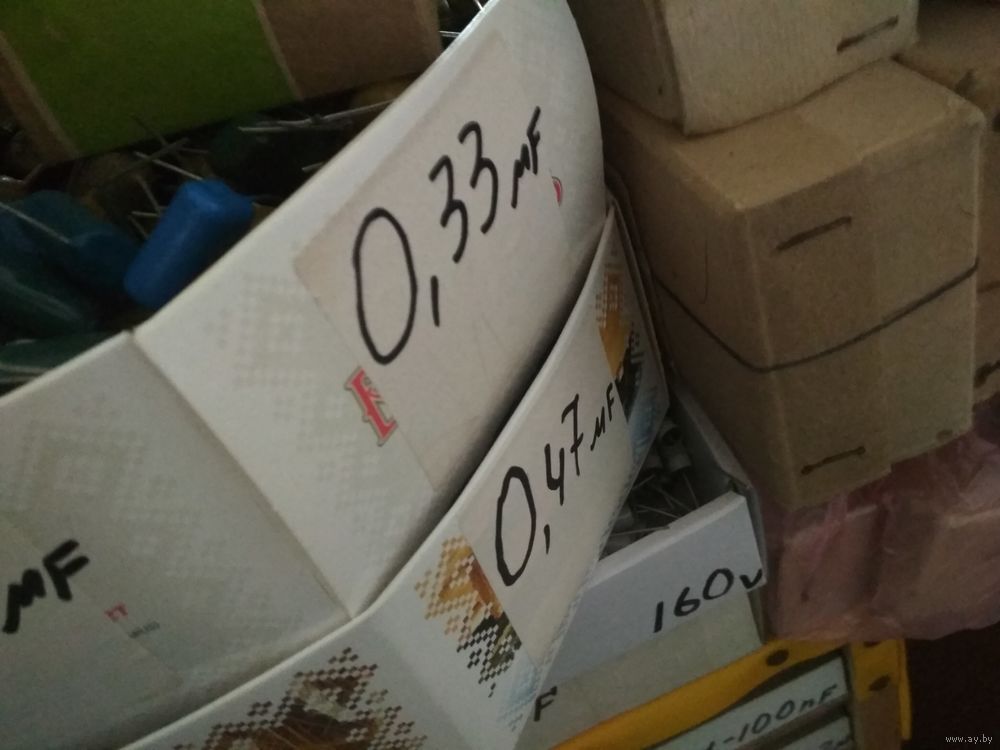 0,33 мF
0,47 мF
мF
160v
F
-100nF
www.ay.by